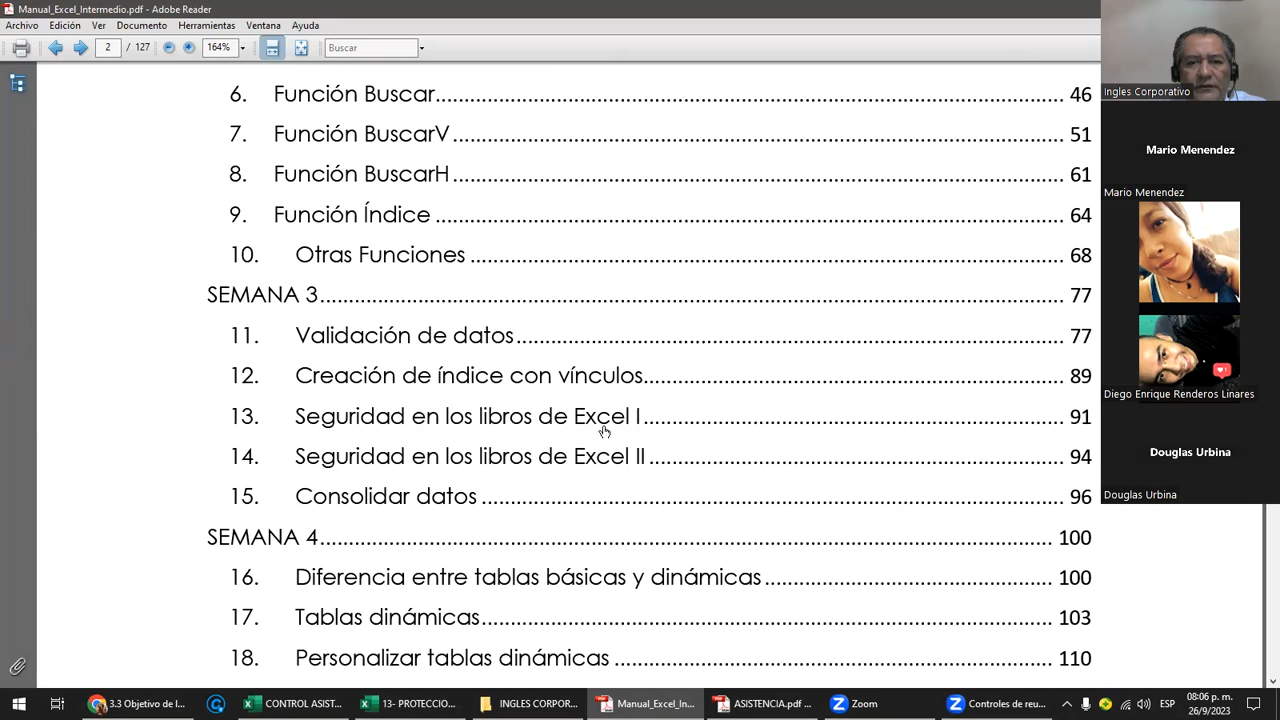 Manual_Excel_Intermedio.pdf - Adobe Reader
Archivo Edición Ver Documento Herramientas Ventana Ayuda
2 / 127 164% Buscar
6. Función Buscar 46
7. Función BuscarV 51
8. Función BuscarH 61
9. Función Índice 64
10. Otras Funciones 68
SEMANA 3 77
11. Validación de datos 77
12. Creación de índice con vínculos 89
13. Seguridad en los libros de Excel I 91
14. Seguridad en los libros de Excel II 94
15. Consolidar datos 96
SEMANA 4 100
16. Diferencia entre tablas básicas y dinámicas 100
17. Tablas dinámicas 103
18. Personalizar tablas dinámicas 110
Ingles Corporativo
Mario Menendez
Mario Menendez
Diego Enrique Renderos Linares
Douglas Urbina
Douglas Urbina
3.3 Objetivo de l... CONTROL ASIST... 13- PROTECCIO... INGLES CORPOR... Manual_Excel_In... ASISTENCIA.pdf ... Zoom Controles de reu... ESP 08:06 p. m.
26/9/2023